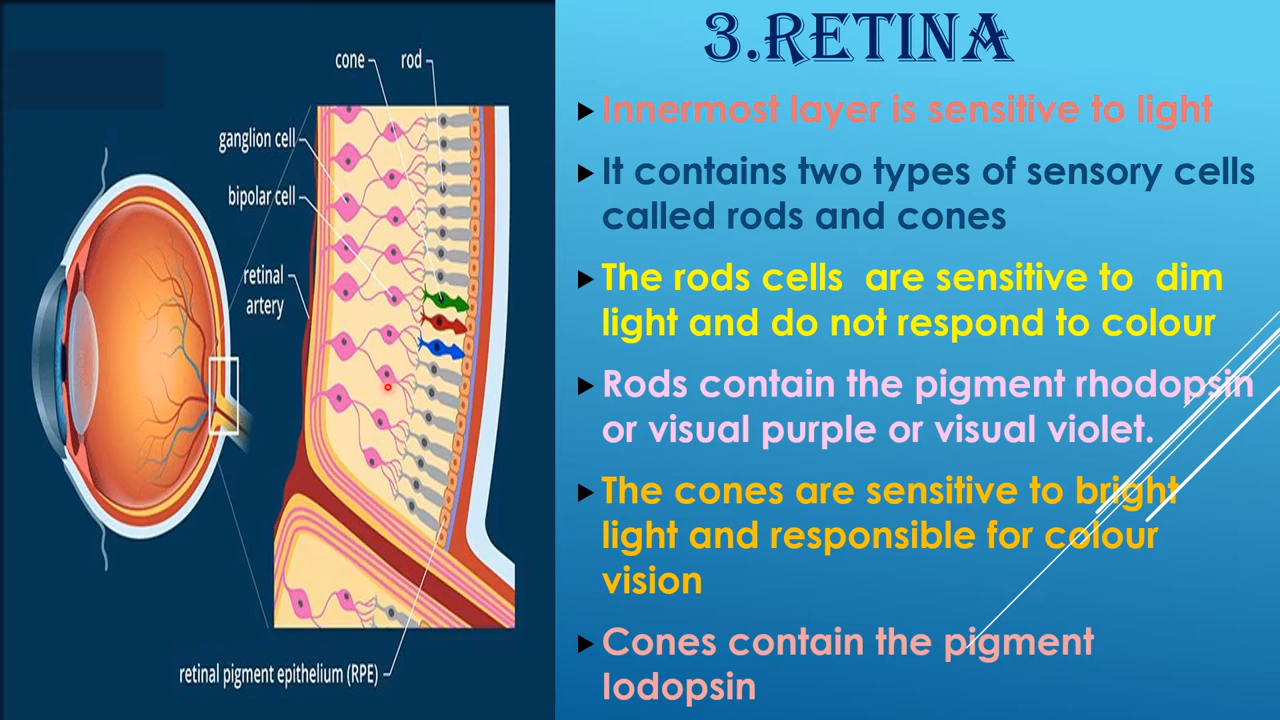 cone
rod
ganglion cell
bipolar cell
retinal
artery
retinal pigment epithelium (RPE)
3.RETINA
Innermost layer is sensitive to light
It contains two types of sensory cells
called rods and cones
The rods cells are sensitive to dim
light and do not respond to colour
Rods contain the pigment rhodopsin
or visual purple or visual violet.
The cones are sensitive to bright
light and responsible for colour
vision
Cones contain the pigment
Iodopsin